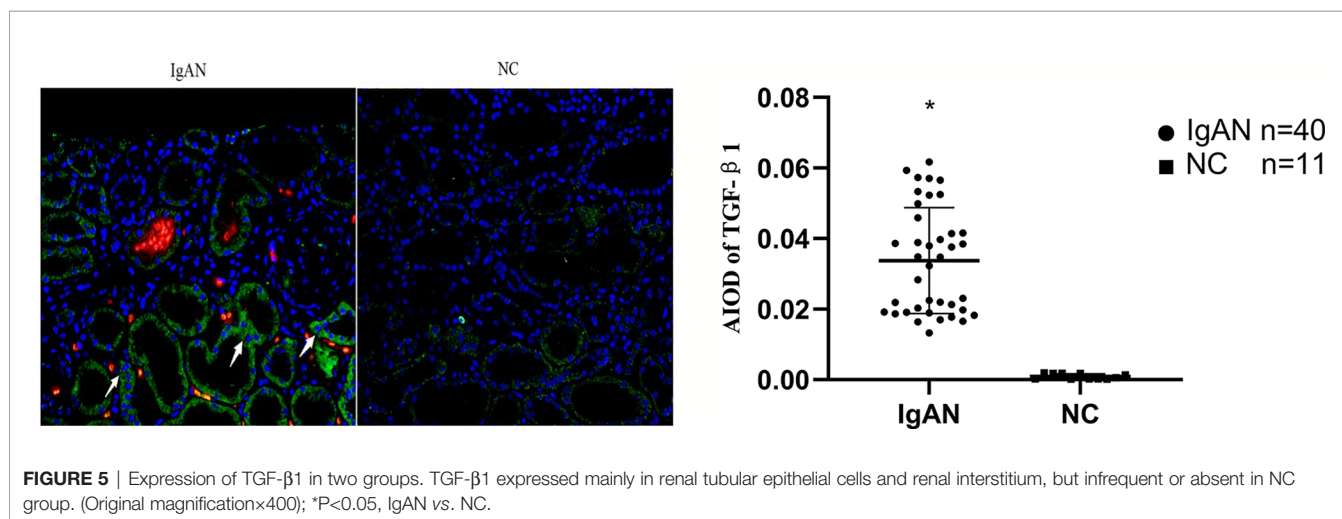 IgAN NC
AIOD of TGF-β1
0.08
0.06
0.04
0.02
0.00
*
IgAN NC
IgAN n=40
NC n=11
FIGURE 5 | Expression of TGF-β1 in two groups. TGF-β1 expressed mainly in renal tubular epithelial cells and renal interstitium, but infrequent or absent in NC
group. (Original magnification×400); *P<0.05, IgAN vs. NC.